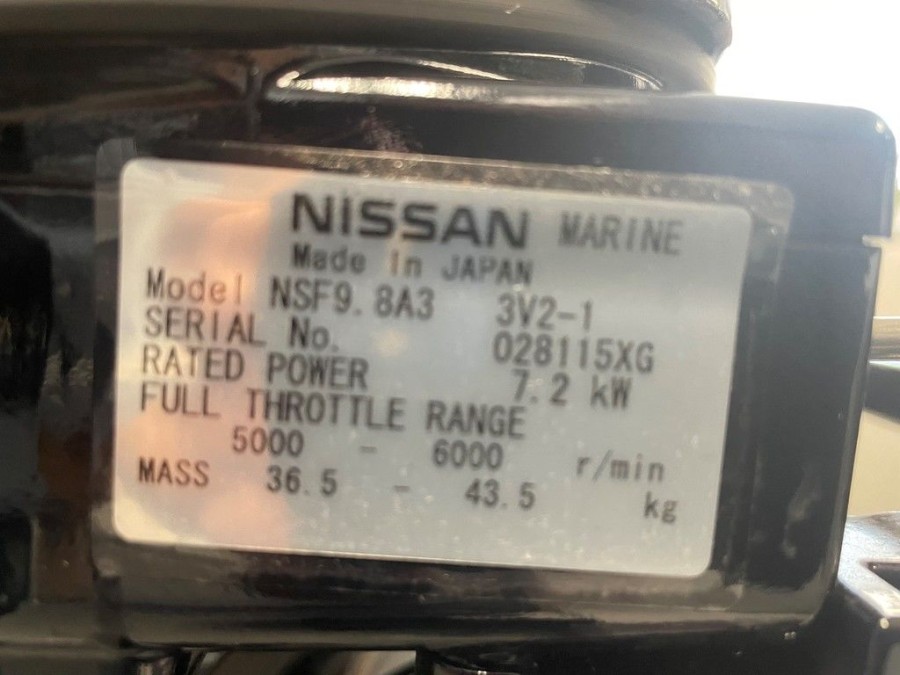 NISSAN MARINE
Made In JAPAN
Model NSF9.8A3 3V2-1
SERIAL No. 028115XG
RATED POWER 7.2 kW
FULL THROTTLE RANGE
5000 - 6000 r/min
MASS 36.5 - 43.5 kg